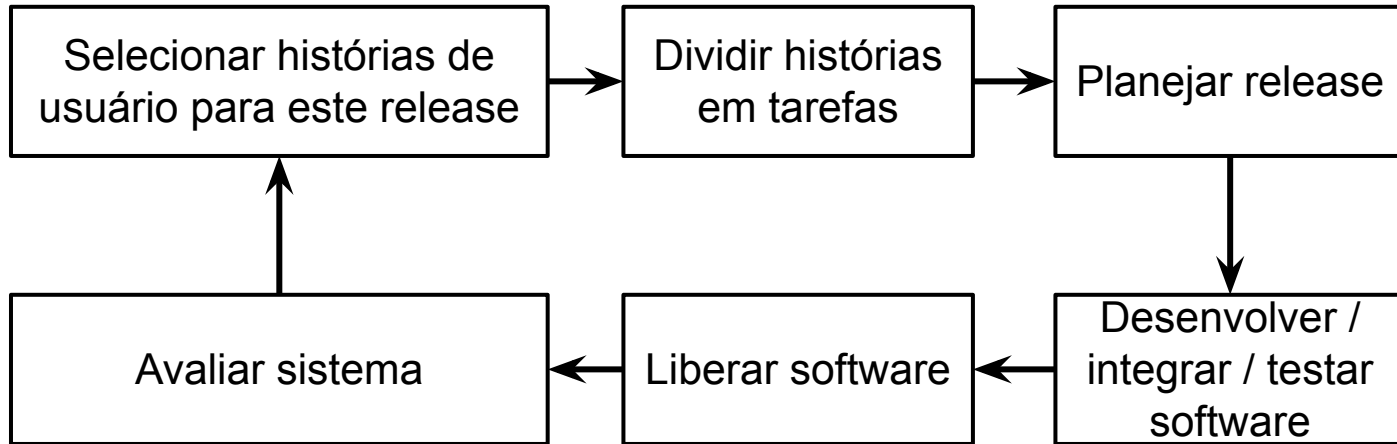 Selecionar histórias de
usuário para este release
Dividir histórias
em tarefas
Planejar release
Avaliar sistema
Liberar software
Desenvolver /
integrar / testar
software